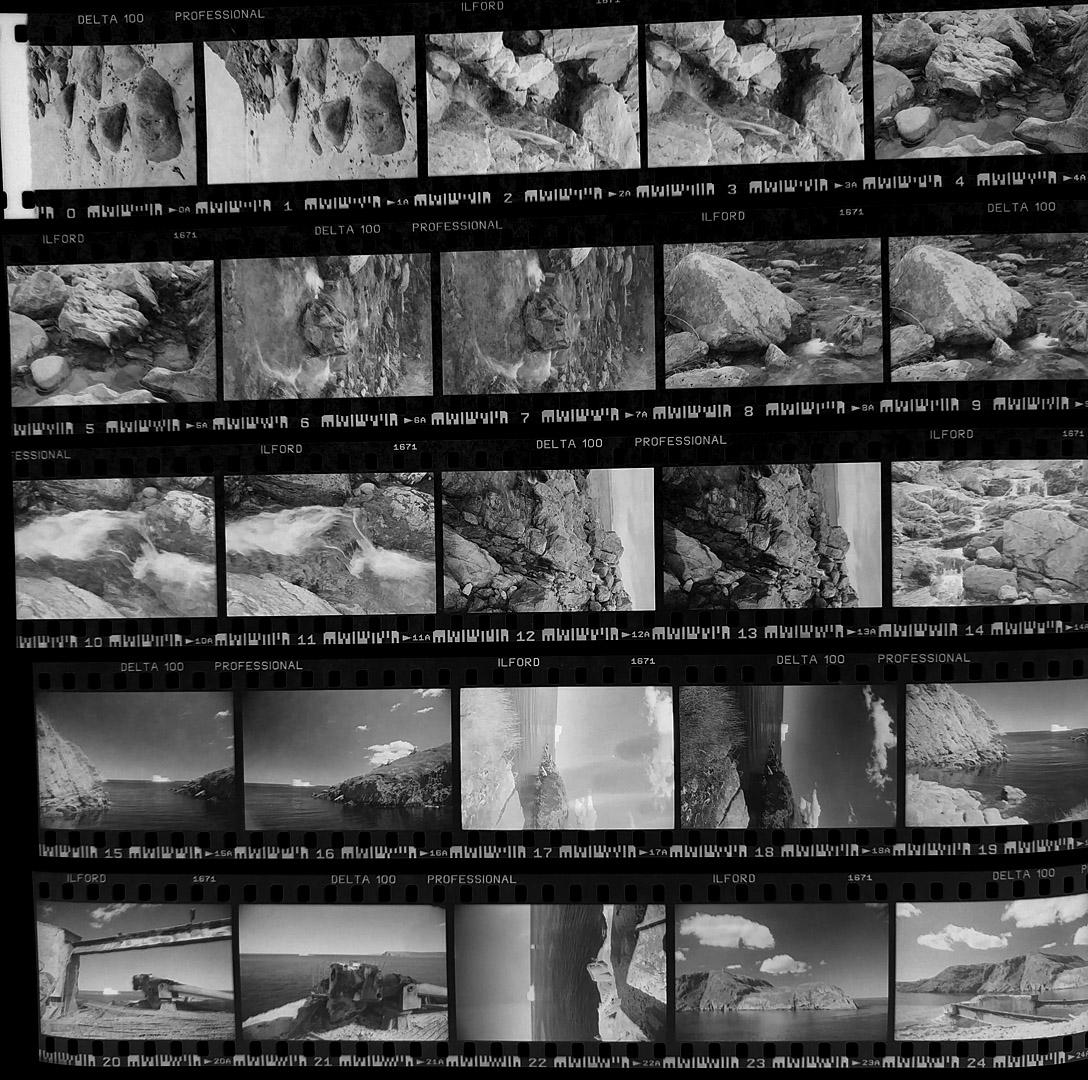 DELTA 100 PROFESSIONAL ILFORD 1671
0 ▸0A 1 ▸1A 2 ▸2A 3 ▸3A 4 ▸4A
ILFORD 1671 DELTA 100 PROFESSIONAL ILFORD 1671 DELTA 100
5 ▸5A 6 ▸6A 7 ▸7A 8 ▸8A 9
FESSIONAL ILFORD 1671 DELTA 100 PROFESSIONAL ILFORD 1671
10 ▸10A 11 ▸11A 12 ▸12A 13 ▸13A 14 ▸14A
DELTA 100 PROFESSIONAL ILFORD 1671 DELTA 100 PROFESSIONAL
15 ▸15A 16 ▸16A 17 ▸17A 18 ▸18A 19
ILFORD 1671 DELTA 100 PROFESSIONAL ILFORD 1671 DELTA 100 P
20 ▸20A 21 ▸21A 22 ▸22A 23 ▸23A 24 ▸24A